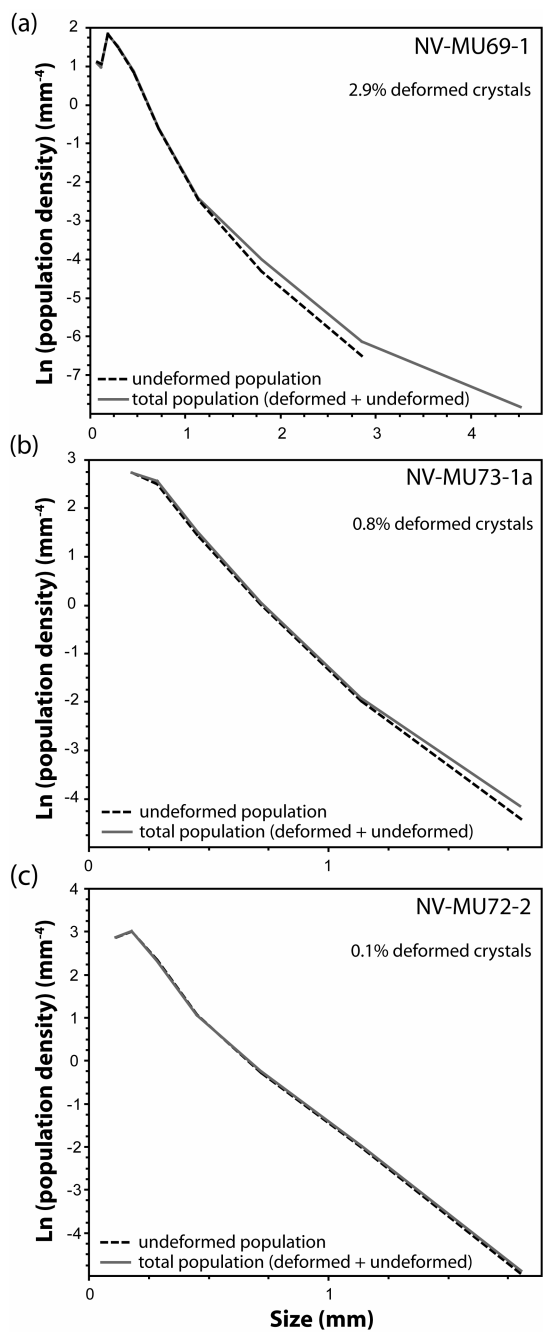 (a)
NV-MU69-1
2.9% deformed crystals
Ln (population density) (mm-4)
2
1
0
-1
-2
-3
-4
-5
-6
-7
undeformed population
total population (deformed + undeformed)
0 1 2 3 4
(b)
NV-MU73-1a
0.8% deformed crystals
Ln (population density) (mm-4)
3
2
1
0
-1
-2
-3
-4
undeformed population
total population (deformed + undeformed)
0 1
(c)
NV-MU72-2
0.1% deformed crystals
Ln (population density) (mm-4)
4
3
2
1
0
-1
-2
-3
-4
undeformed population
total population (deformed + undeformed)
0 1
Size (mm)